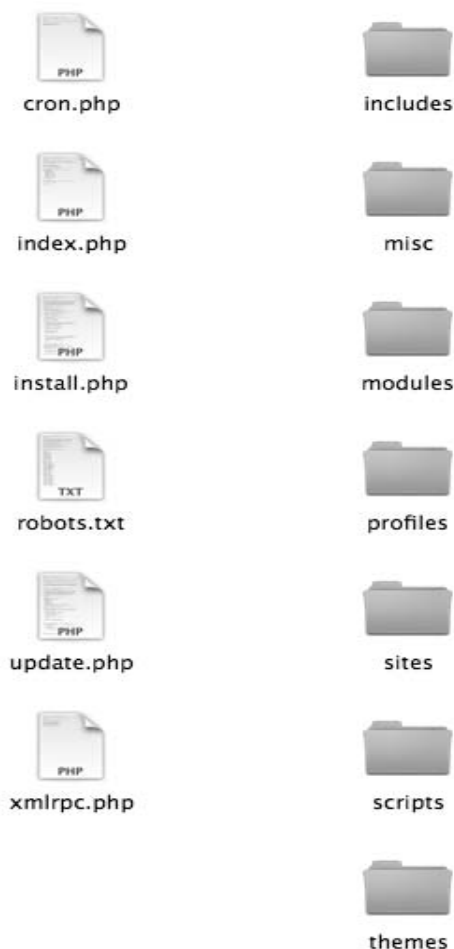 PHP
cron.php
includes
PHP
index.php
misc
PHP
install.php
modules
TXT
robots.txt
profiles
PHP
update.php
sites
PHP
xmlrpc.php
scripts
themes